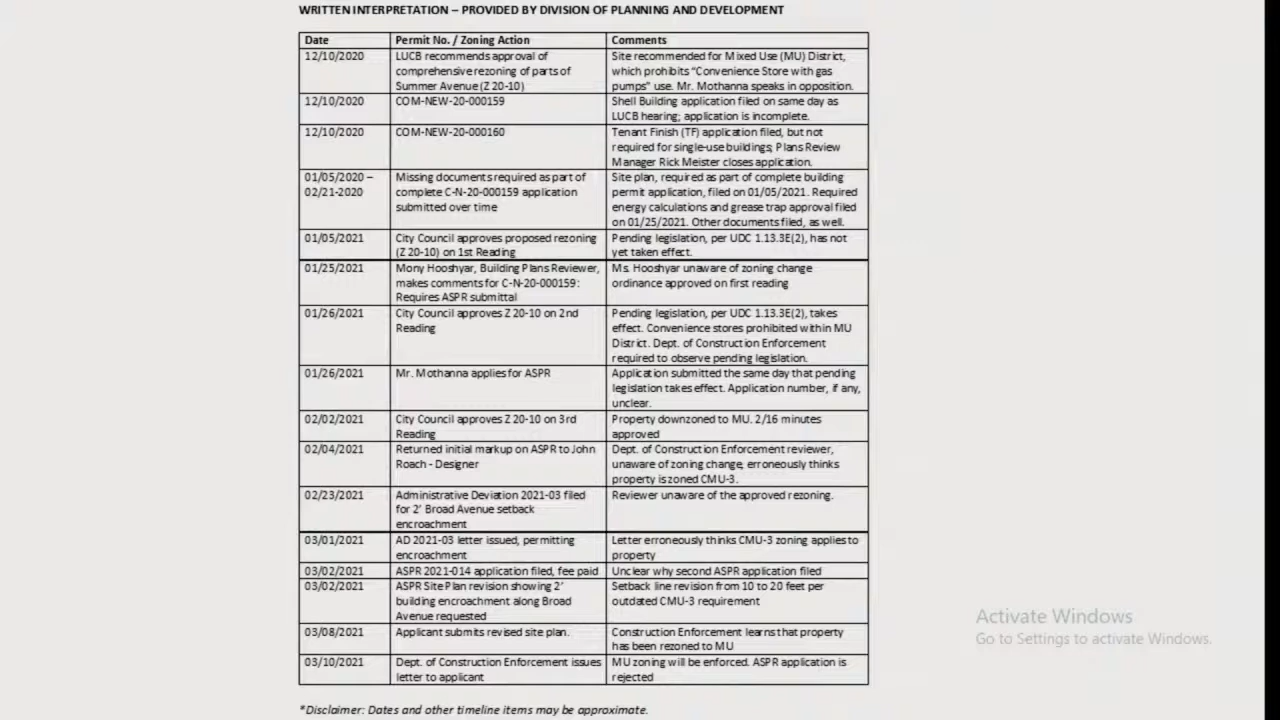 WRITTEN INTERPRETATION – PROVIDED BY DIVISION OF PLANNING AND DEVELOPMENT
Date Permit No. / Zoning Action Comments
12/10/2020 LUCB recommends approval of Site recommended for Mixed Use (MU) District,
comprehensive rezoning of parts of which prohibits “Convenience Store with gas
Summer Avenue (Z 20-10) pumps” use. Mr. Mothanna speaks in opposition.
12/10/2020 COM-NEW-20-000159 Shell Building application filed on same day as
LUCB hearing; application is incomplete.
12/10/2020 COM-NEW-20-000160 Tenant Finish (TF) application filed, but not
required for single-use buildings; Plans Review
Manager Rick Meister closes application.
01/05/2020 – Missing documents required as part of Site plan, required as part of complete building
02/21-2020 complete C-N-20-000159 application permit application, filed on 01/05/2021. Required
submitted over time energy calculations and grease trap approval filed
on 01/25/2021. Other documents filed, as well.
01/05/2021 City Council approves proposed rezoning Pending legislation, per UDC 1.13.3E(2), has not
(Z 20-10) on 1st Reading yet taken effect.
01/25/2021 Mony Hooshyar, Building Plans Reviewer, Ms. Hooshyar unaware of zoning change
makes comments for C-N-20-000159: ordinance approved on first reading
Requires ASPR submittal
01/26/2021 City Council approves Z 20-10 on 2nd Pending legislation, per UDC 1.13.3E(2), takes
Reading effect. Convenience stores prohibited within MU
District. Dept. of Construction Enforcement
required to observe pending legislation.
01/26/2021 Mr. Mothanna applies for ASPR Application submitted the same day that pending
legislation takes effect. Application number, if any,
unclear.
02/02/2021 City Council approves Z 20-10 on 3rd Property downzoned to MU. 2/16 minutes
Reading approved
02/04/2021 Returned initial markup on ASPR to John Dept. of Construction Enforcement reviewer,
Roach - Designer unaware of zoning change, erroneously thinks
property is zoned CMU-3.
02/23/2021 Administrative Deviation 2021-03 filed Reviewer unaware of the approved rezoning.
for 2’ Broad Avenue setback
encroachment
03/01/2021 AD 2021-03 letter issued, permitting Letter erroneously thinks CMU-3 zoning applies to
encroachment property
03/02/2021 ASPR 2021-014 application filed, fee paid Unclear why second ASPR application filed
03/02/2021 ASPR Site Plan revision showing 2’ Setback line revision from 10 to 20 feet per
building encroachment along Broad outdated CMU-3 requirement
Avenue requested
03/08/2021 Applicant submits revised site plan. Construction Enforcement learns that property
has been rezoned to MU
03/10/2021 Dept. of Construction Enforcement issues MU zoning will be enforced. ASPR application is
letter to applicant rejected
*Disclaimer: Dates and other timeline items may be approximate.
Activate Windows
Go to Settings to activate Windows.